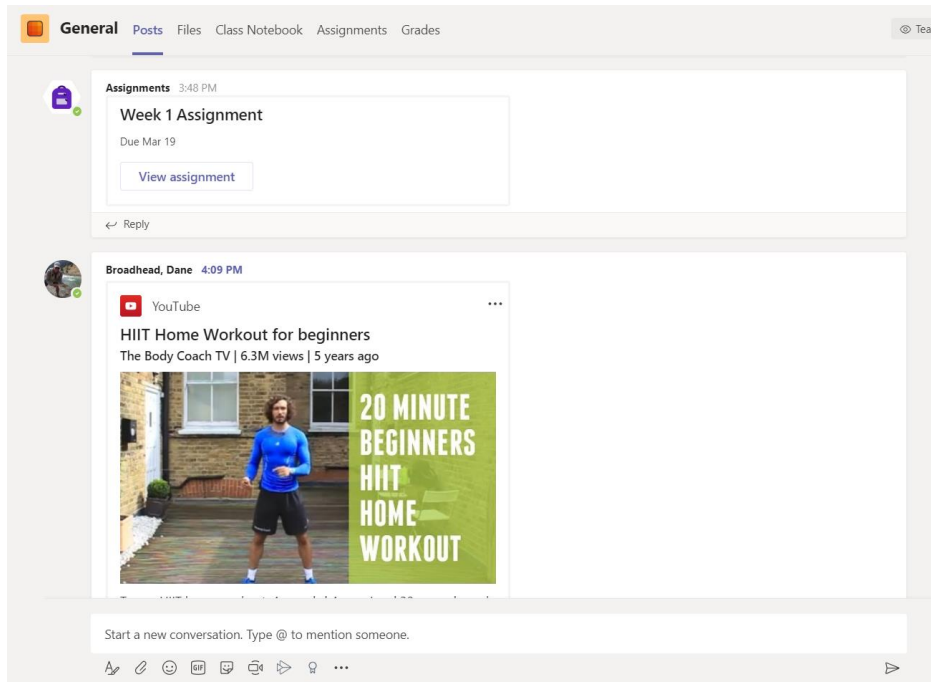 General Posts Files Class Notebook Assignments Grades Tea
Assignments 3:48 PM
Week 1 Assignment
Due Mar 19
View assignment
Reply
Broadhead, Dane 4:09 PM
YouTube
HIIT Home Workout for beginners
The Body Coach TV | 6.3M views | 5 years ago
20 MINUTE
BEGINNERS
HIIT
HOME
WORKOUT
Start a new conversation. Type @ to mention someone.
GIF